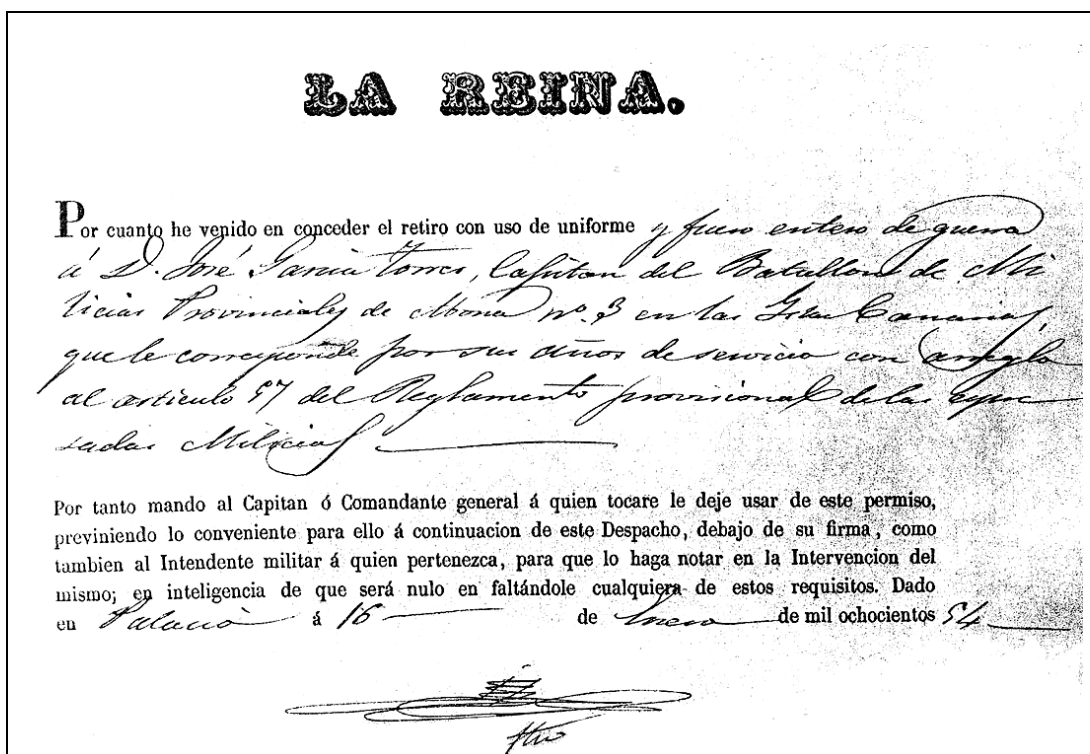 LA REINA.
Por cuanto he venido en conceder el retiro con uso de uniforme y fuero entero de guerra
á D. José Garcia Torres, Capitan del Batallon de Mi
licias Provinciales de nº. 3 en las Islas Canarias,
que le corresponde por sus años de servicio con arreglo
al articulo 57 del Reglamento provisional de las expre
sadas Milicias
Por tanto mando al Capitan ó Comandante general á quien tocare le deje usar de este permiso,
previniendo lo conveniente para ello á continuacion de este Despacho, debajo de su firma, como
tambien al Intendente militar á quien pertenezca, para que lo haga notar en la Intervencion del
mismo; en inteligencia de que será nulo en faltándole cualquiera de estos requisitos. Dado
en Palacio á 16 de Enero de mil ochocientos 54